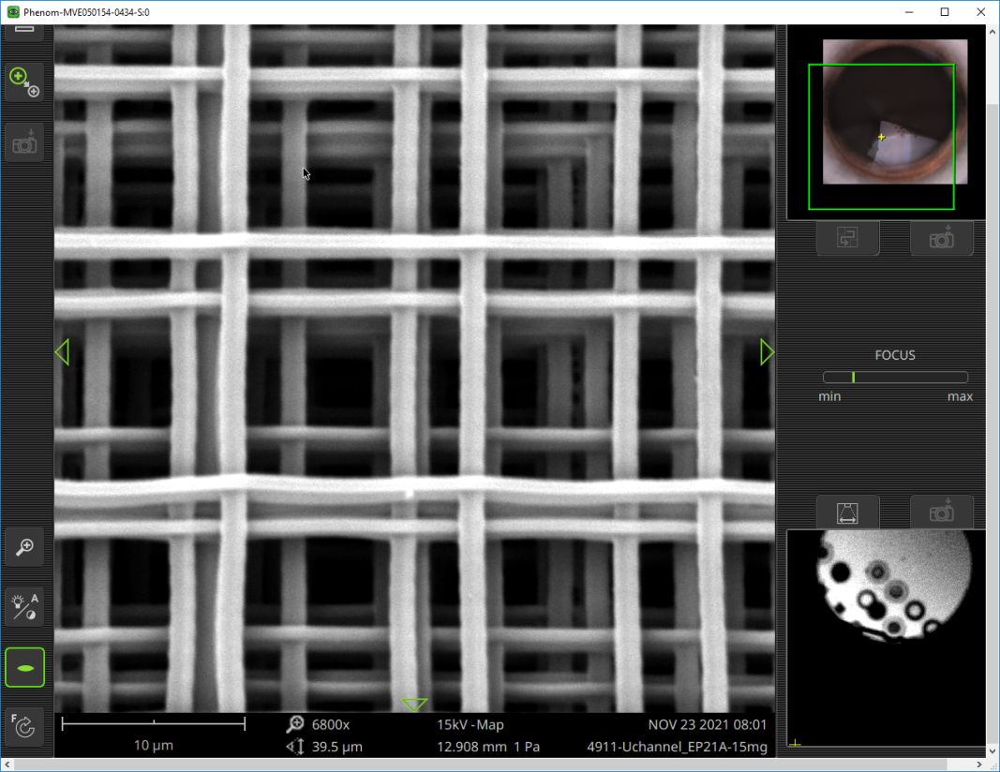 Phenom-MVE050154-0434-S:0
FOCUS
min max
A
F
6800x 15kV - Map NOV 23 2021 08:01
10 µm 39.5 µm 12.908 mm 1 Pa 4911-Uchannel_EP21A-15mg